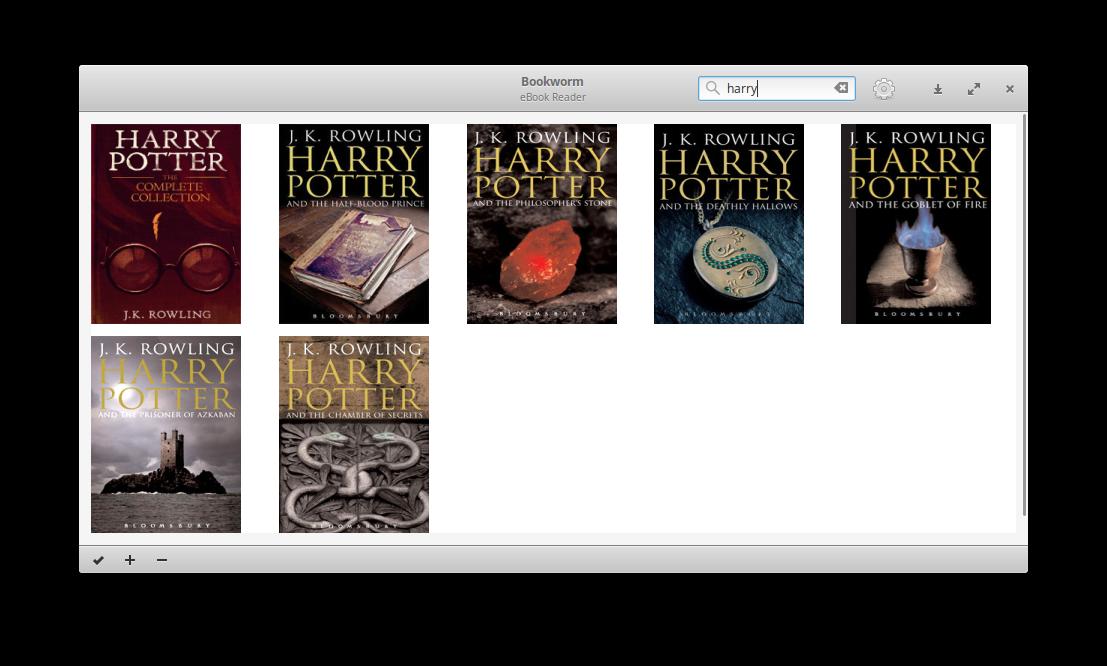 Bookworm
eBook Reader
harry
HARRY
POTTER
THE
COMPLETE
COLLECTION
J.K. ROWLING
J. K. ROWLING
HARRY
POTTER
AND THE HALF-BLOOD PRINCE
BLOOMSBURY
J. K. ROWLING
HARRY
POTTER
AND THE PHILOSOPHER'S STONE
BLOOMSBURY
J. K. ROWLING
HARRY
POTTER
AND THE DEATHLY HALLOWS
BLOOMSBURY
J. K. ROWLING
HARRY
POTTER
AND THE GOBLET OF FIRE
BLOOMSBURY
J. K. ROWLING
HARRY
POTTER
AND THE PRISONER OF AZKABAN
BLOOMSBURY
J. K. ROWLING
HARRY
POTTER
AND THE CHAMBER OF SECRETS
BLOOMSBURY